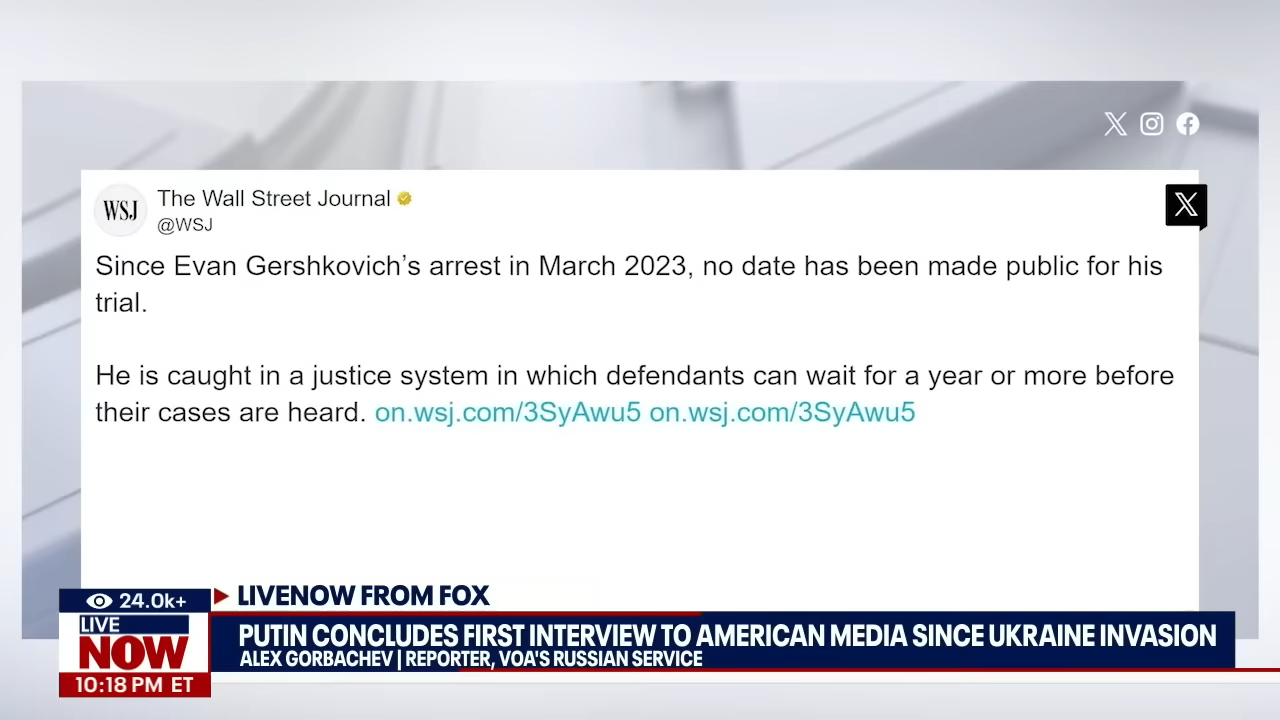 WSJ
The Wall Street Journal
@WSJ
Since Evan Gershkovich’s arrest in March 2023, no date has been made public for his
trial.
He is caught in a justice system in which defendants can wait for a year or more before
their cases are heard. on.wsj.com/3SyAwu5 on.wsj.com/3SyAwu5
24.0k+
LIVENOW FROM FOX
LIVE
NOW
PUTIN CONCLUDES FIRST INTERVIEW TO AMERICAN MEDIA SINCE UKRAINE INVASION
ALEX GORBACHEV | REPORTER, VOA'S RUSSIAN SERVICE
10:18 PM ET